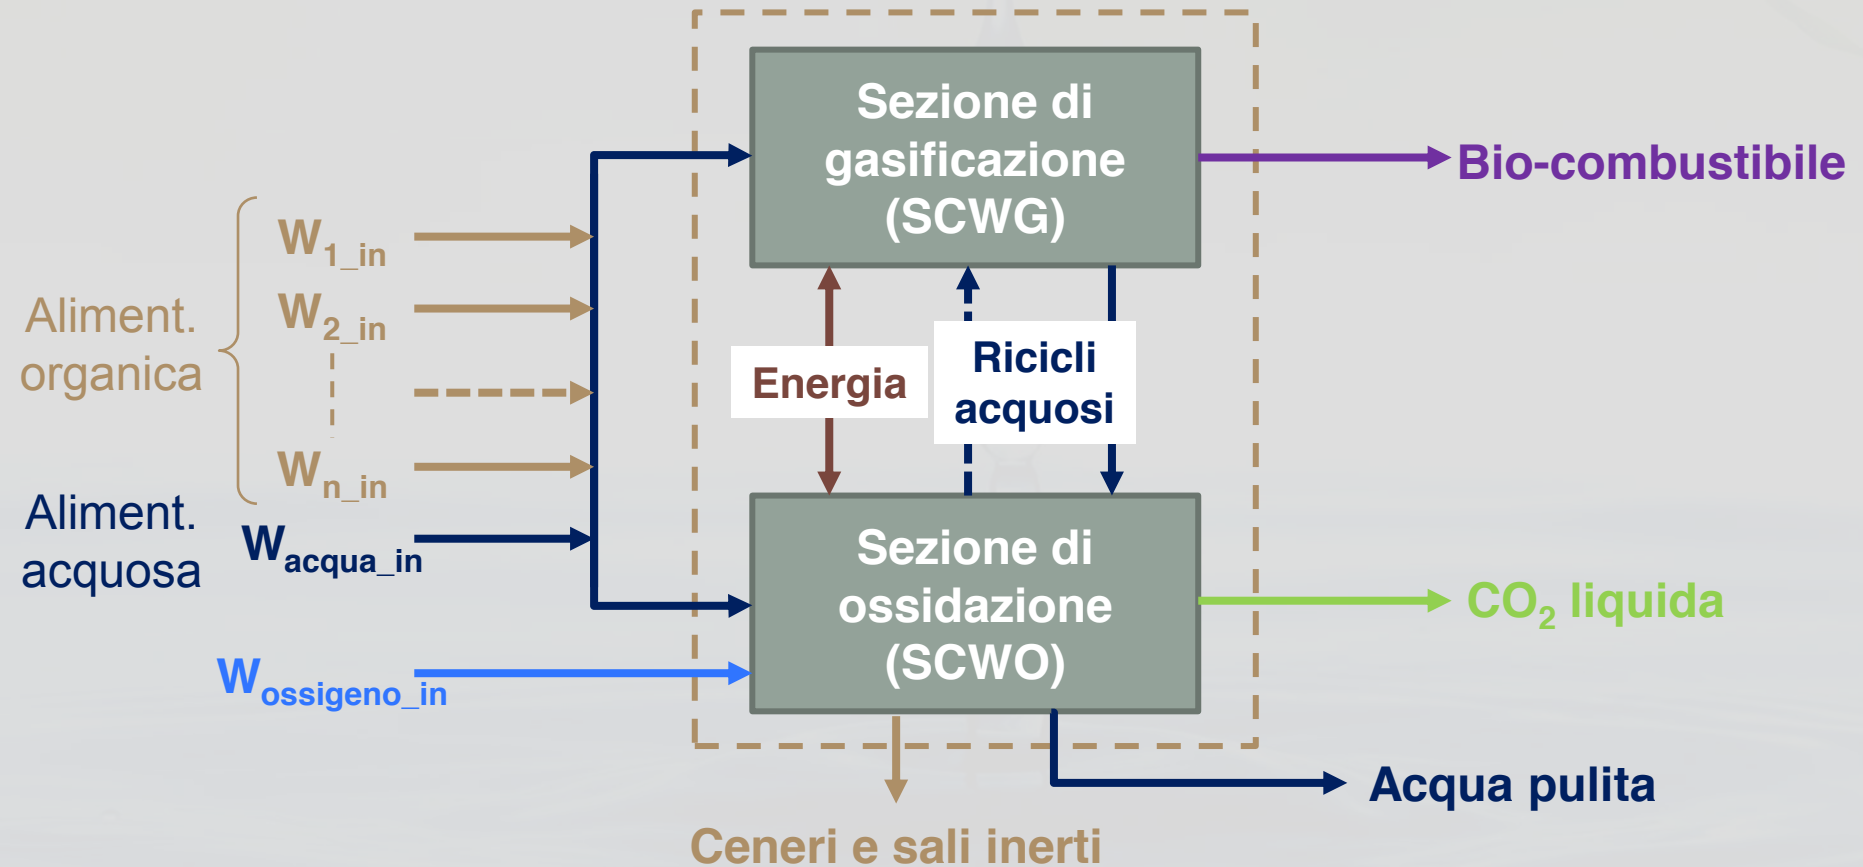 Sezione di
gasificazione
(SCWG)
Bio-combustibile
Aliment.
organica
W1_in
W2_in
Wn_in
Energia
Ricicli
acquosi
Aliment.
acquosa
Wacqua_in
Wossigeno_in
Sezione di
ossidazione
(SCWO)
CO2 liquida
Acqua pulita
Ceneri e sali inerti